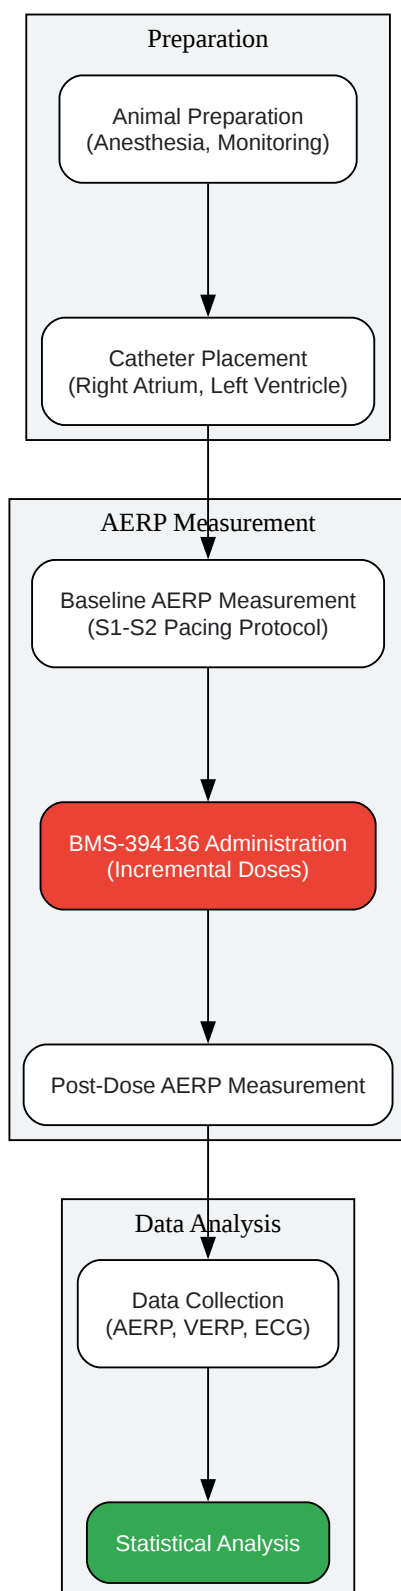 Preparation
Animal Preparation
(Anesthesia, Monitoring)
Catheter Placement
(Right Atrium, Left Ventricle)
AERP Measurement
Baseline AERP Measurement
(S1-S2 Pacing Protocol)
BMS-394136 Administration
(Incremental Doses)
Post-Dose AERP Measurement
Data Analysis
Data Collection
(AERP, VERP, ECG)
Statistical Analysis